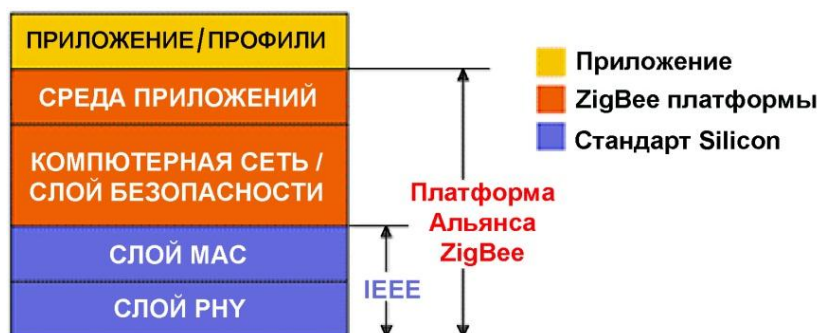 ПРИЛОЖЕНИЕ/ПРОФИЛИ
СРЕДА ПРИЛОЖЕНИЙ
КОМПЮТЕРНАЯ СЕТЬ /
СЛОЙ БЕЗОПАСНОСТИ
СЛОЙ MAC
СЛОЙ PHY
IEEE
Платформа
Альянса
ZigBee
Приложение
ZigBee платформы
Стандарт Silicon